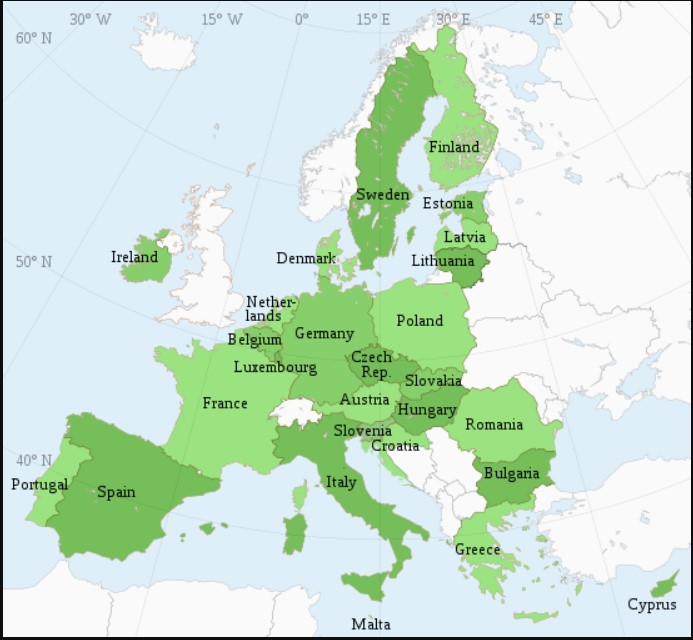 30° W
15° W
0°
15° E
30° E
45° E
60° N
Finland
Sweden
Estonia
Latvia
Ireland
Denmark
Lithuania
50° N
Nether-
lands
Poland
Germany
Belgium
Czech
Rep.
Luxembourg
Slovakia
Austria
France
Hungary
Romania
Slovenia
Croatia
40° N
Bulgaria
Portugal
Italy
Spain
Greece
Cyprus
Malta